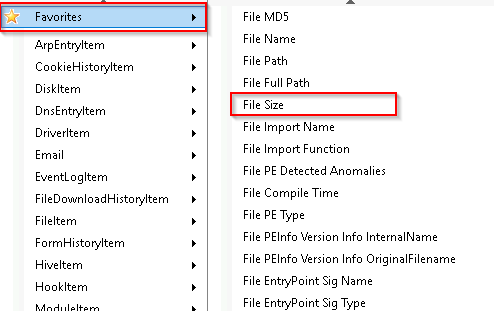 Favorites
ArpEntryItem
CookieHistoryItem
DiskItem
DnsEntryItem
DriverItem
Email
EventLogItem
FileDownloadHistoryItem
FileItem
FormHistoryItem
HiveItem
HookItem
ModuleItem
File MD5
File Name
File Path
File Full Path
File Size
File Import Name
File Import Function
File PE Detected Anomalies
File Compile Time
File PE Type
File PEInfo Version Info InternalName
File PEInfo Version Info OriginalFilename
File EntryPoint Sig Name
File EntryPoint Sig Type